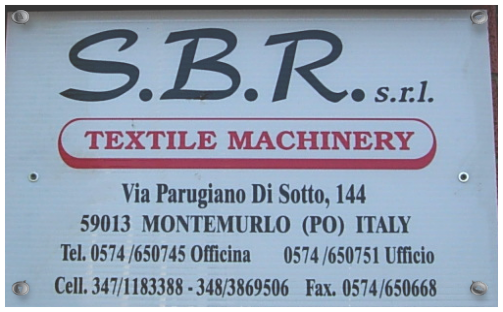 S.B.R. s.r.l.
TEXTILE MACHINERY
Via Parugiano Di Sotto, 144
59013 MONTEMURLO (PO) ITALY
Tel. 0574/650745 Officina 0574/650751 Ufficio
Cell. 347/1183388 - 348/3869506 Fax. 0574/650668